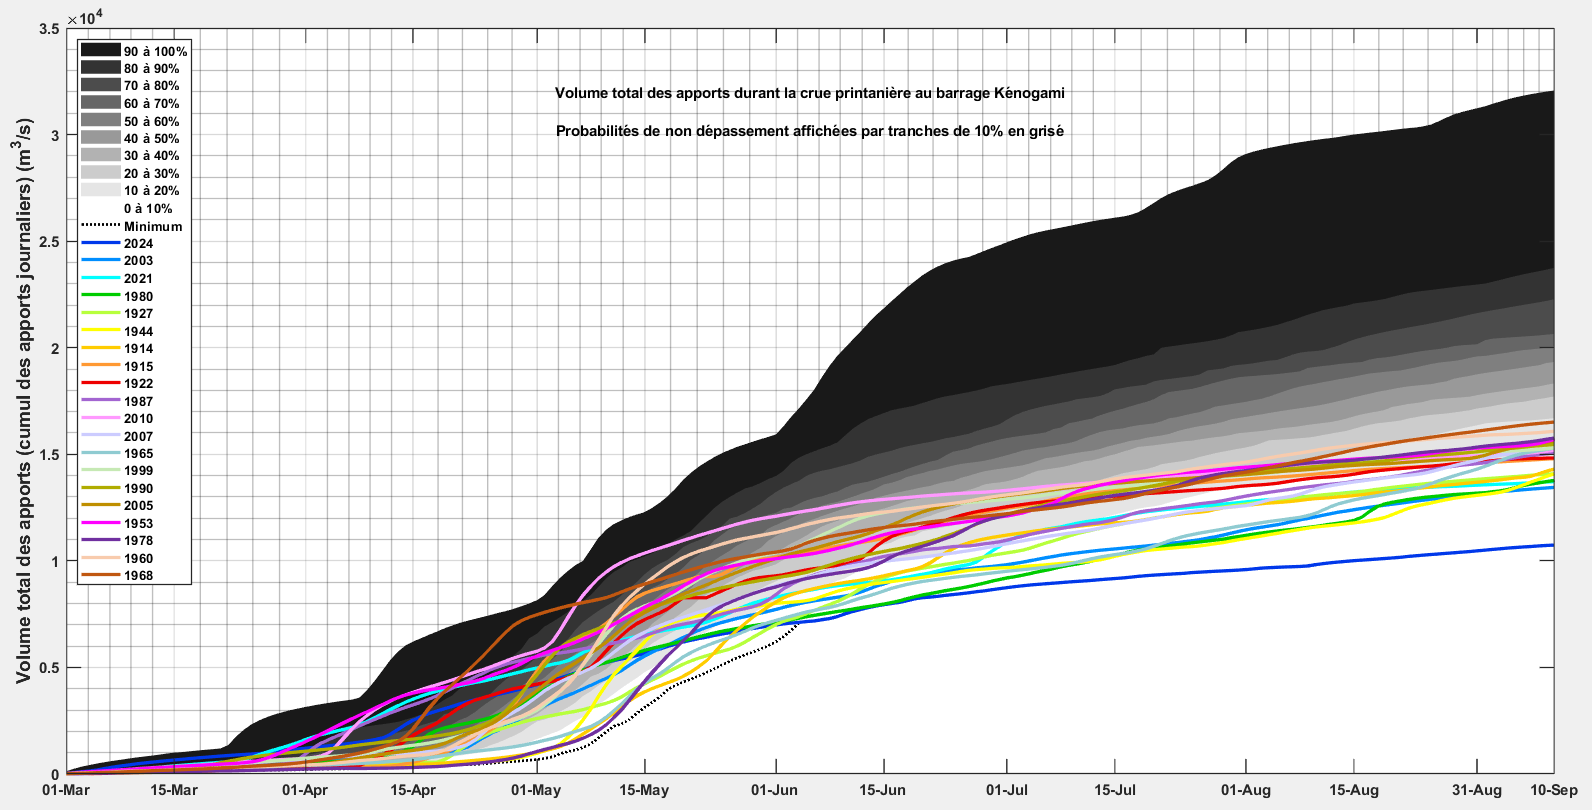 ×10⁴
3.5
3
2.5
2
1.5
1
0.5
0
Volume total des apports (cumul des apports journaliers) (m³/s)
Volume total des apports durant la crue printanière au barrage Kénogami
Probabilités de non dépassement affichées par tranches de 10% en grisé
90 à 100%
80 à 90%
70 à 80%
60 à 70%
50 à 60%
40 à 50%
30 à 40%
20 à 30%
10 à 20%
0 à 10%
Minimum
2024
2003
2021
1980
1927
1944
1914
1915
1922
1987
2010
2007
1965
1999
1990
2005
1953
1978
1960
1968
01-Mar 15-Mar 01-Apr 15-Apr 01-May 15-May 01-Jun 15-Jun 01-Jul 15-Jul 01-Aug 15-Aug 31-Aug 10-Sep